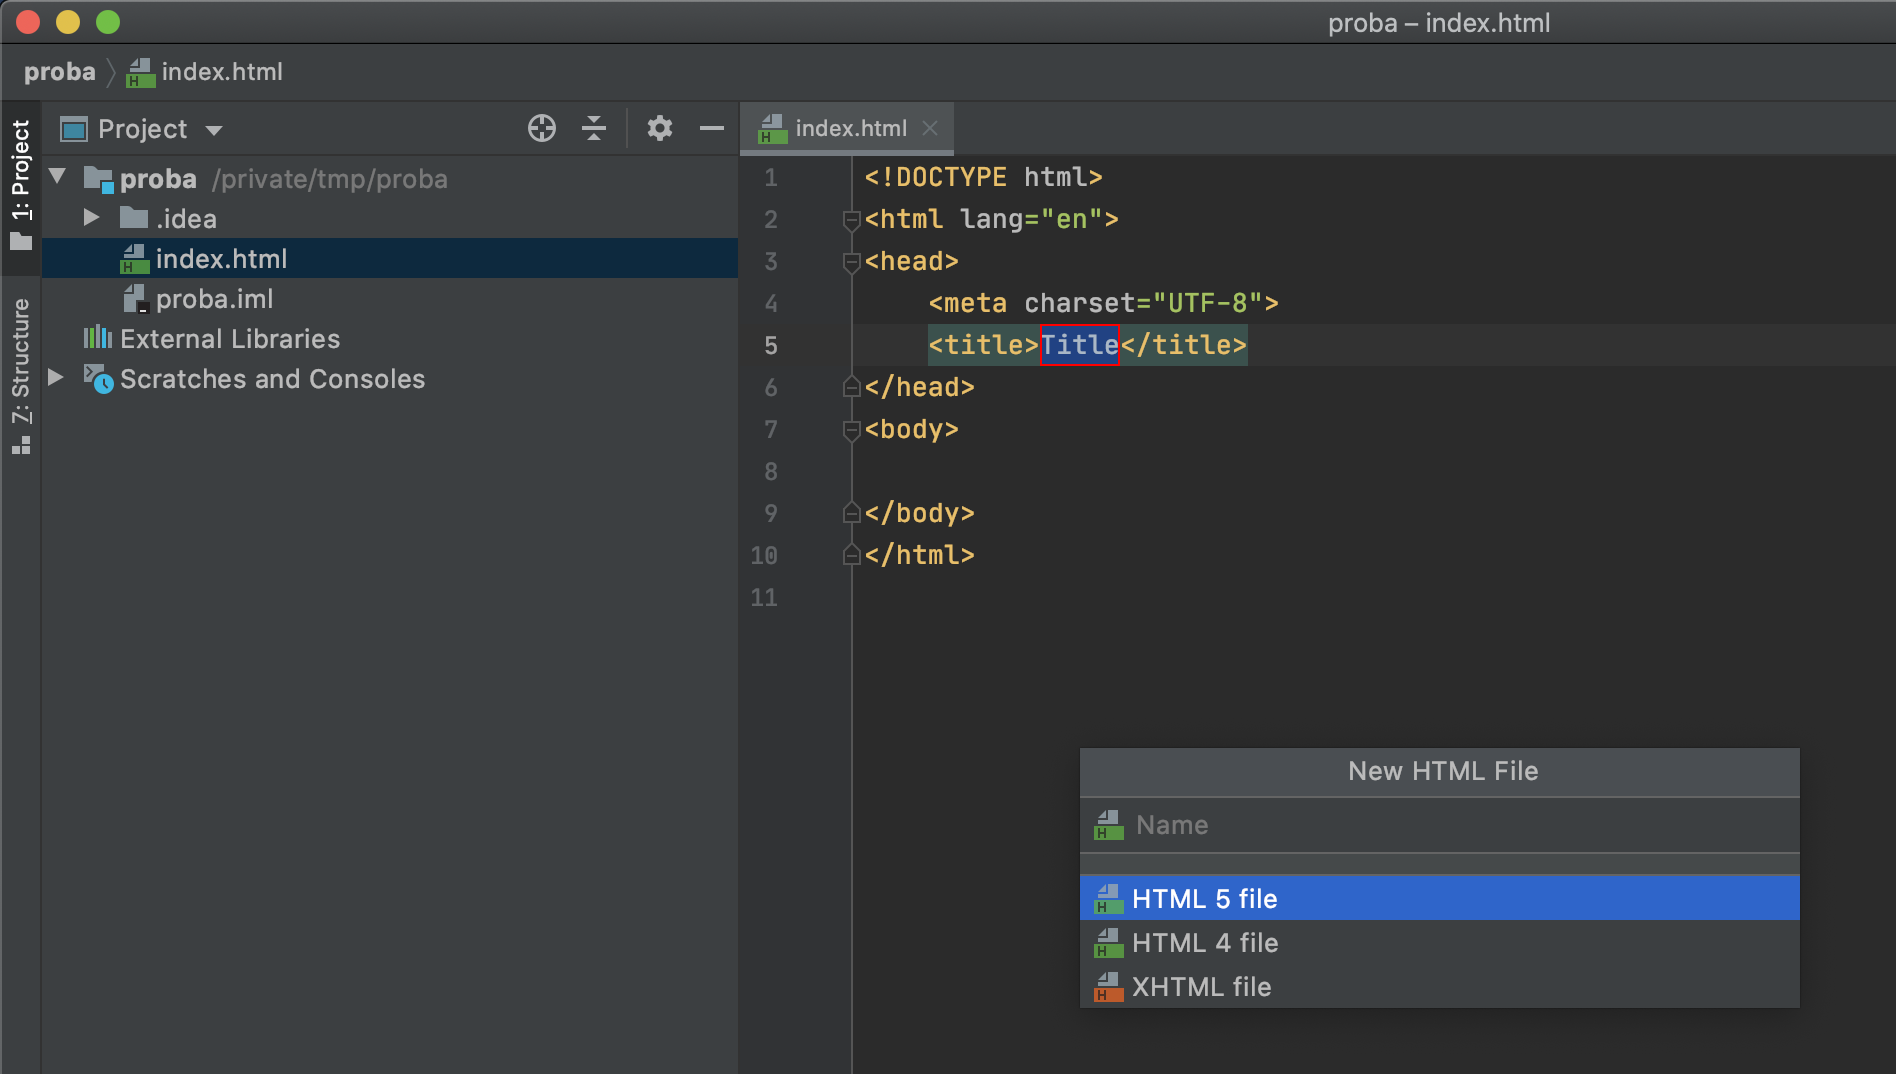 proba – index.html
proba index.html
1: Project
Z: Structure
Project
proba /private/tmp/proba
.idea
index.html
proba.iml
External Libraries
Scratches and Consoles
index.html
1 <!DOCTYPE html>
2 <html lang="en">
3 <head>
4 <meta charset="UTF-8">
5 <title>Title</title>
6 </head>
7 <body>
8
9 </body>
10 </html>
11
New HTML File
H Name
H HTML 5 file
H HTML 4 file
H XHTML file